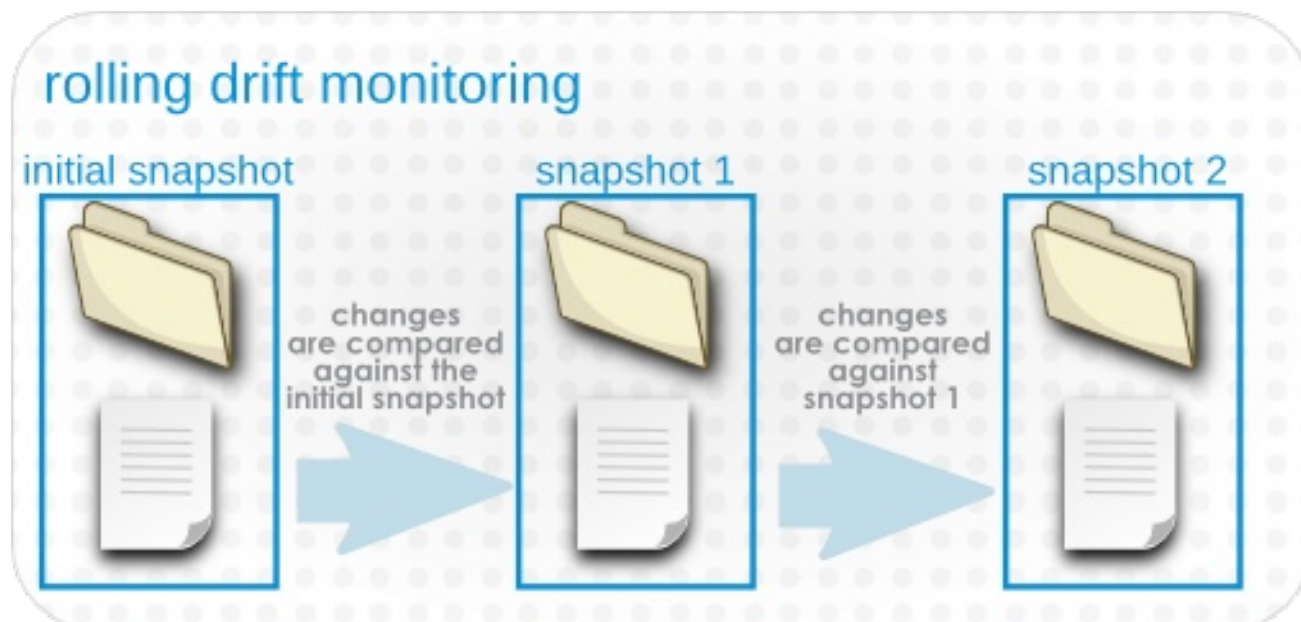 rolling drift monitoring
initial snapshot
snapshot 1
snapshot 2
changes
are compared
against the
initial snapshot
changes
are compared
against
snapshot 1